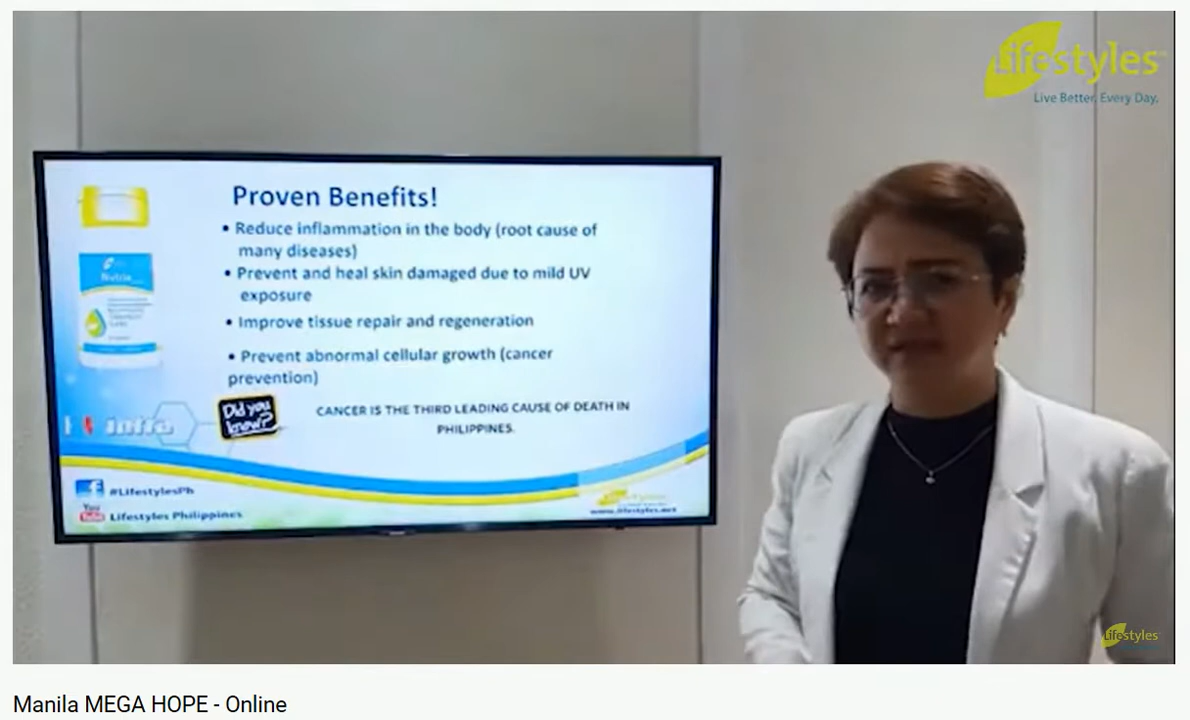 Lifestyles
Live Better. Every Day.
Proven Benefits!
• Reduce inflammation in the body (root cause of
many diseases)
• Prevent and heal skin damaged due to mild UV
exposure
• Improve tissue repair and regeneration
• Prevent abnormal cellular growth (cancer
prevention)
Nutria
Did you
know?
CANCER IS THE THIRD LEADING CAUSE OF DEATH IN
PHILIPPINES.
#LifestylesPh
You
Tube
Lifestyles Philippines
www.lifestyles.net
Lifestyles
Manila MEGA HOPE - Online